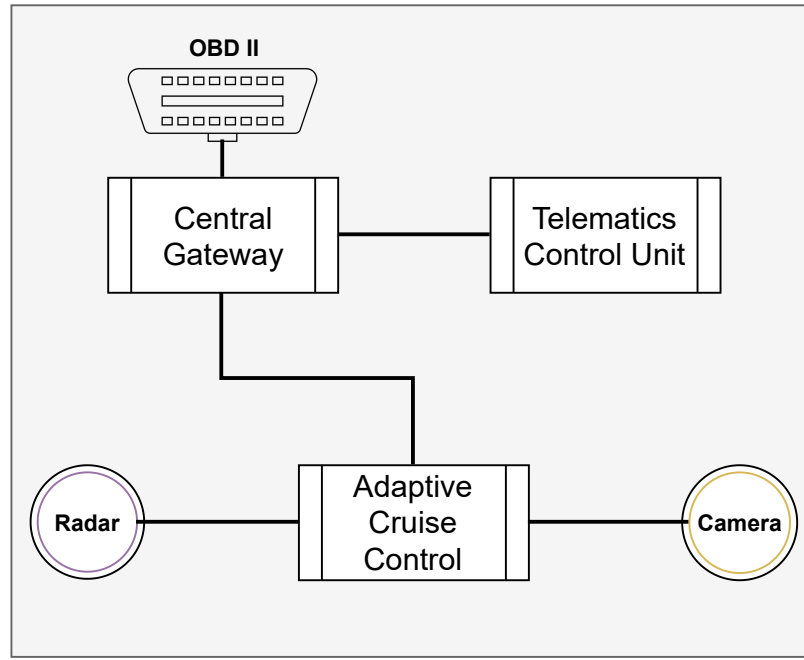 OBD II
Central
Gateway
Telematics
Control Unit
Radar
Adaptive
Cruise
Control
Camera